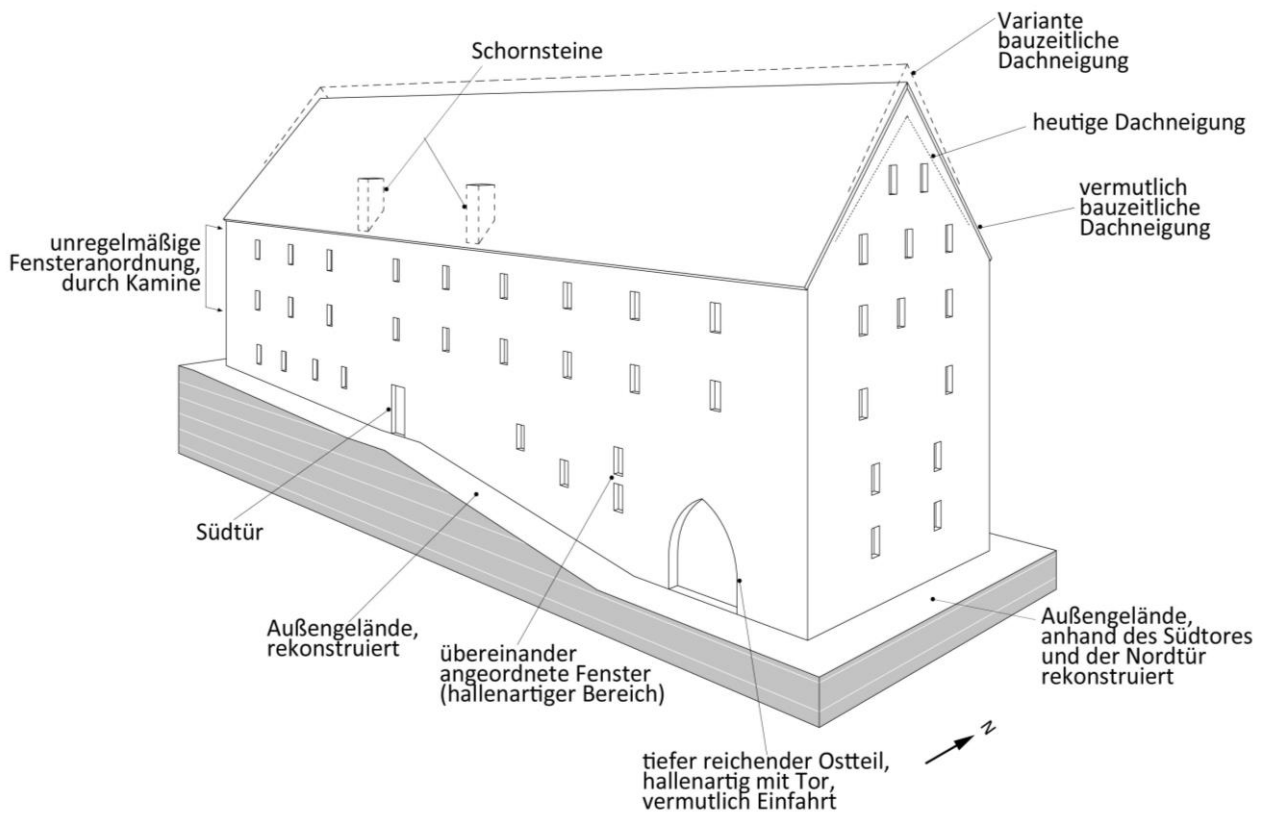 Variante
bauzeitliche
Dachneigung
Schornsteine
heutige Dachneigung
vermutlich
bauzeitliche
Dachneigung
unregelmäßige
Fensteranordnung,
durch Kamine
Südtür
Außengelände,
rekonstruiert
übereinander
angeordnete Fenster
(hallenartiger Bereich)
Außengelände,
anhand des Südtores
und der Nordtür
rekonstruiert
N
tiefer reichender Ostteil,
hallenartig mit Tor,
vermutlich Einfahrt